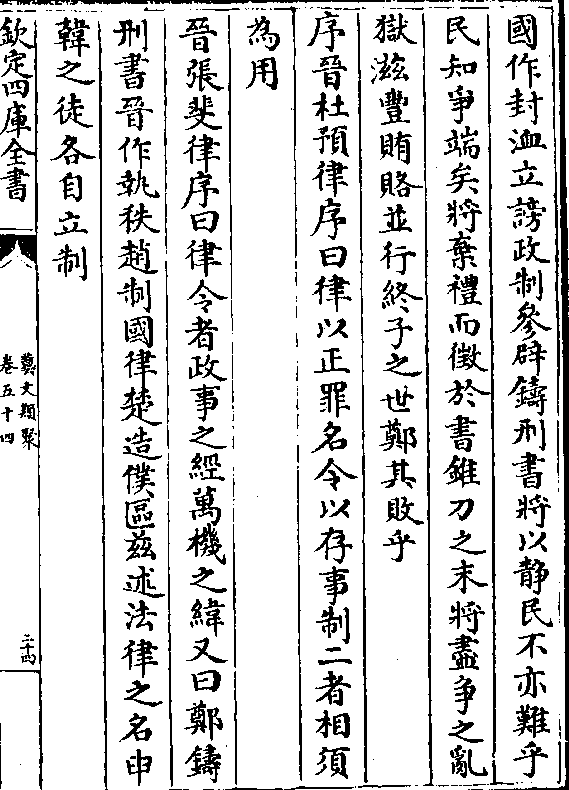 國作封洫立謗政制參辟鑄刑書將以静民不亦難乎
民知爭端矣將棄禮而徵於書錐刀之末將盡爭之亂
獄滋豐賄賂並行終子之世鄭其敗乎
序晉杜預律序曰律以正罪名令以存事制二者相須
為用
晉張斐律序曰律令者政事之經萬機之緯又曰鄭鑄
刑書晉作執秩趙制國律楚造僕區兹述法律之名申
韓之徒各自立制
欽定四庫全書
藝文類聚
卷五十四
二十四